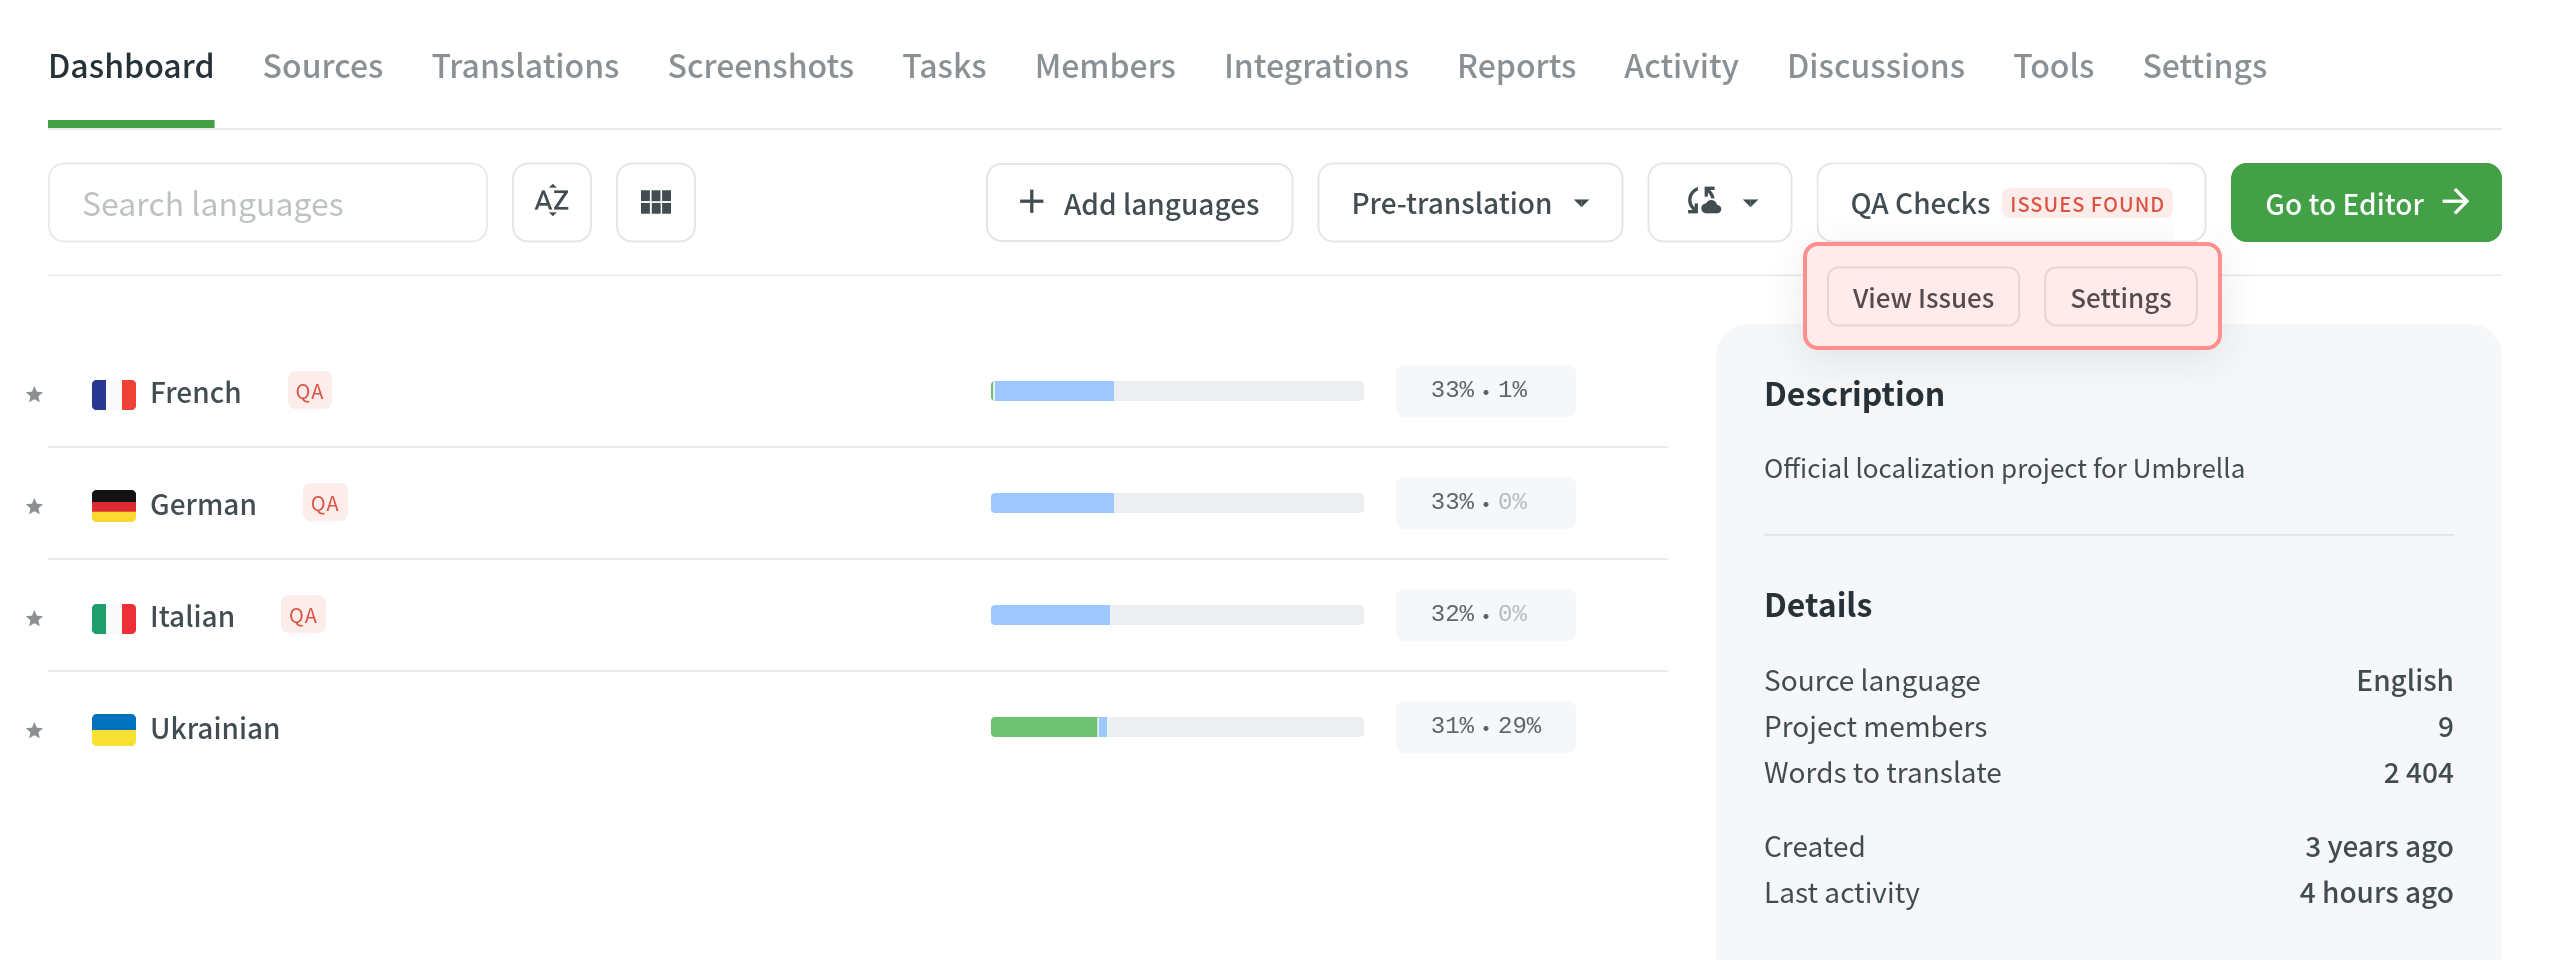 Dashboard Sources Translations Screenshots Tasks Members Integrations Reports Activity Discussions Tools Settings
Search languages AZ Add languages Pre-translation QA Checks ISSUES FOUND Go to Editor
View Issues Settings
French QA 33% • 1%
German QA 33% • 0%
Italian QA 32% • 0%
Ukrainian 31% • 29%
Description
Official localization project for Umbrella
Details
Source language English
Project members 9
Words to translate 2 404
Created 3 years ago
Last activity 4 hours ago